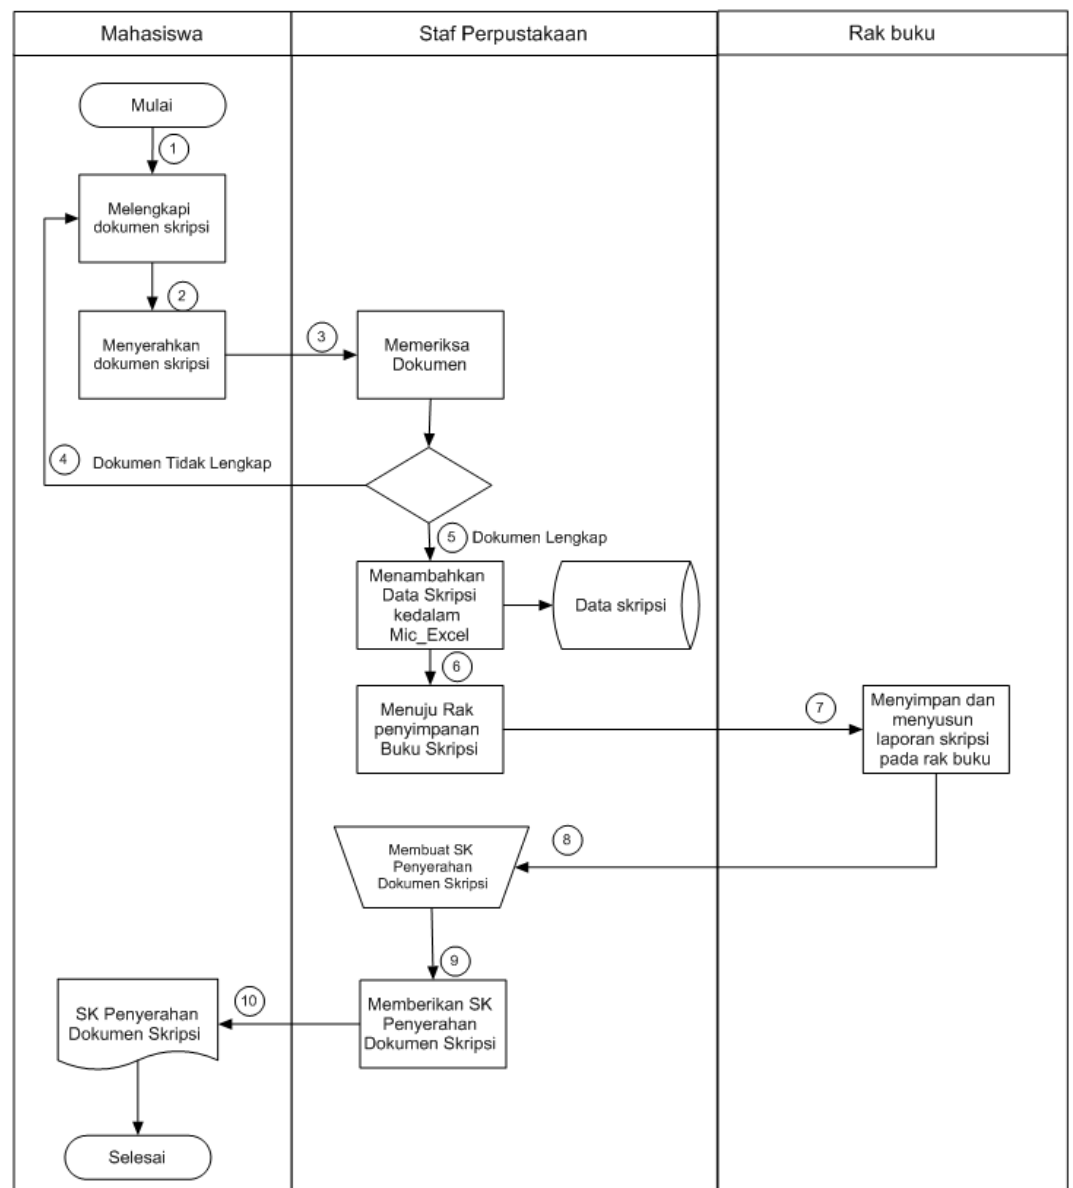 Mahasiswa
Staf Perpustakaan
Rak buku
Mulai
1
Melengkapi
dokumen skripsi
2
Menyerahkan
dokumen skripsi
3
Memeriksa
Dokumen
4
Dokumen Tidak Lengkap
5
Dokumen Lengkap
Menambahkan
Data Skripsi
kedalam
Mic_Excel
Data skripsi
6
Menuju Rak
penyimpanan
Buku Skripsi
7
Menyimpan dan
menyusun
laporan skripsi
pada rak buku
8
Membuat SK
Penyerahan
Dokumen Skripsi
9
Memberikan SK
Penyerahan
Dokumen Skripsi
10
SK Penyerahan
Dokumen Skripsi
Selesai